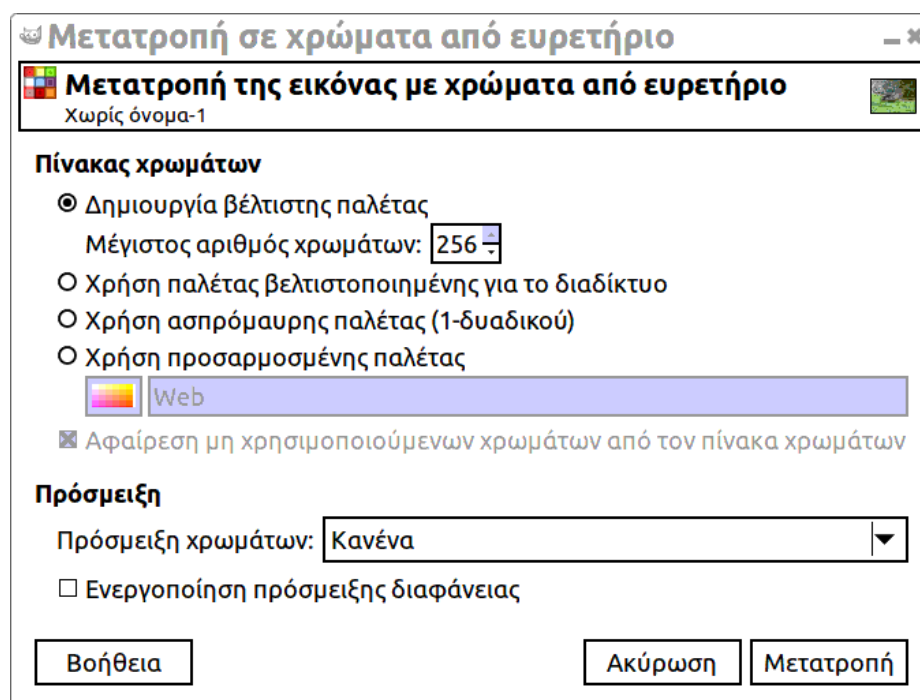 Μετατροπή σε χρώματα από ευρετήριο
Μετατροπή της εικόνας με χρώματα από ευρετήριο
Χωρίς όνομα-1
Πίνακας χρωμάτων
Δημιουργία βέλτιστης παλέτας
Μέγιστος αριθμός χρωμάτων: 256
Χρήση παλέτας βελτιστοποιημένης για το διαδίκτυο
Χρήση ασπρόμαυρης παλέτας (1-δυαδικού)
Χρήση προσαρμοσμένης παλέτας
Web
Αφαίρεση μη χρησιμοποιούμενων χρωμάτων από τον πίνακα χρωμάτων
Πρόσμειξη
Πρόσμειξη χρωμάτων: Κανένα
Ενεργοποίηση πρόσμειξης διαφάνειας
Βοήθεια Ακύρωση Μετατροπή